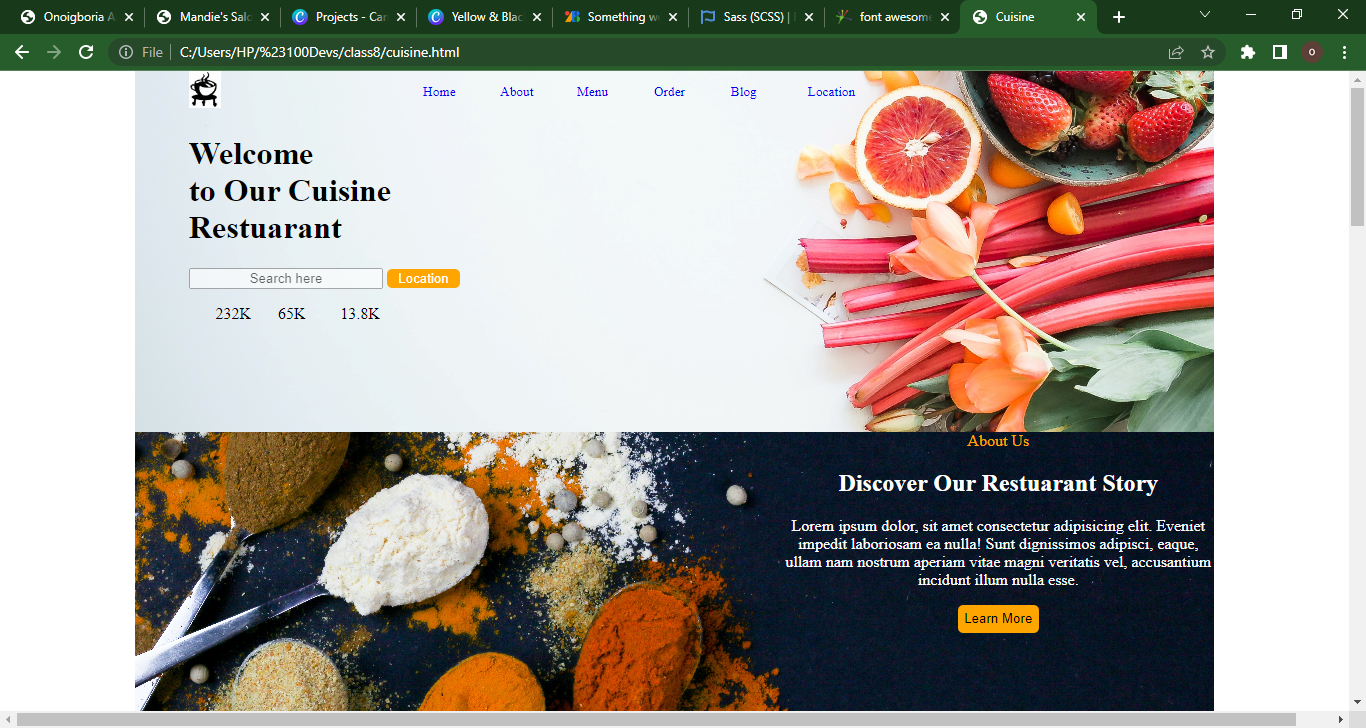 Onoigboria A
Mandie's Salo
Projects - Can
Yellow & Blac
Something we
Sass (SCSS) |
font awesome
Cuisine
File
C:/Users/HP/%23100Devs/class8/cuisine.html
O
Home About Menu Order Blog Location
Welcome
to Our Cuisine
Restuarant
Search here
Location
232K 65K 13.8K
About Us
Discover Our Restuarant Story
Lorem ipsum dolor, sit amet consectetur adipisicing elit. Eveniet
impedit laboriosam ea nulla! Sunt dignissimos adipisci, eaque,
ullam nam nostrum aperiam vitae magni veritatis vel, accusantium
incidunt illum nulla esse.
Learn More